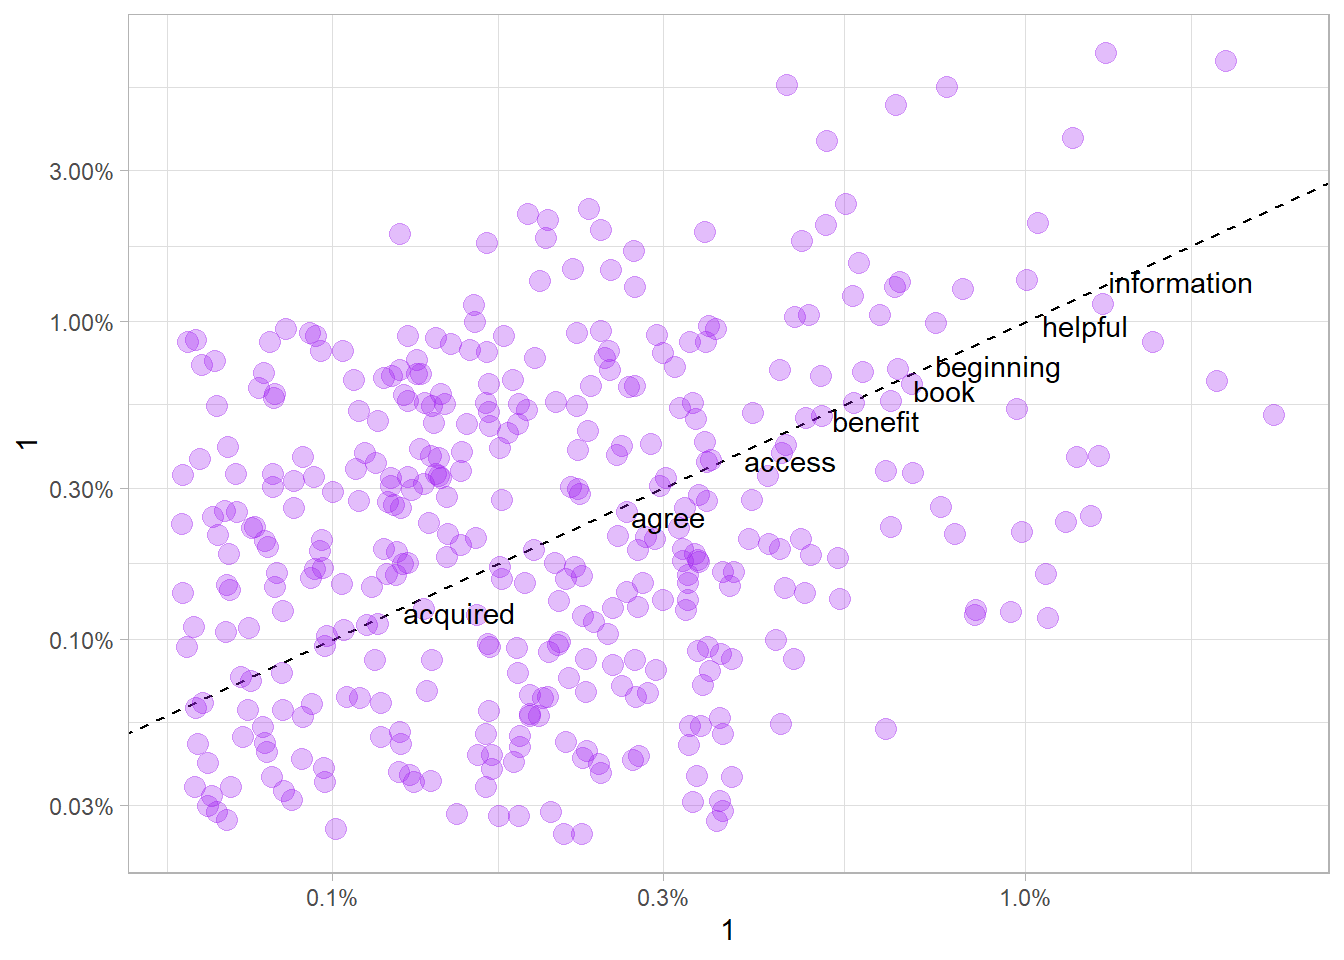 3.00%
1.00%
0.30%
0.10%
0.03%
1
information
helpful
beginning
book
benefit
access
agree
acquired
0.1%
0.3%
1.0%
1